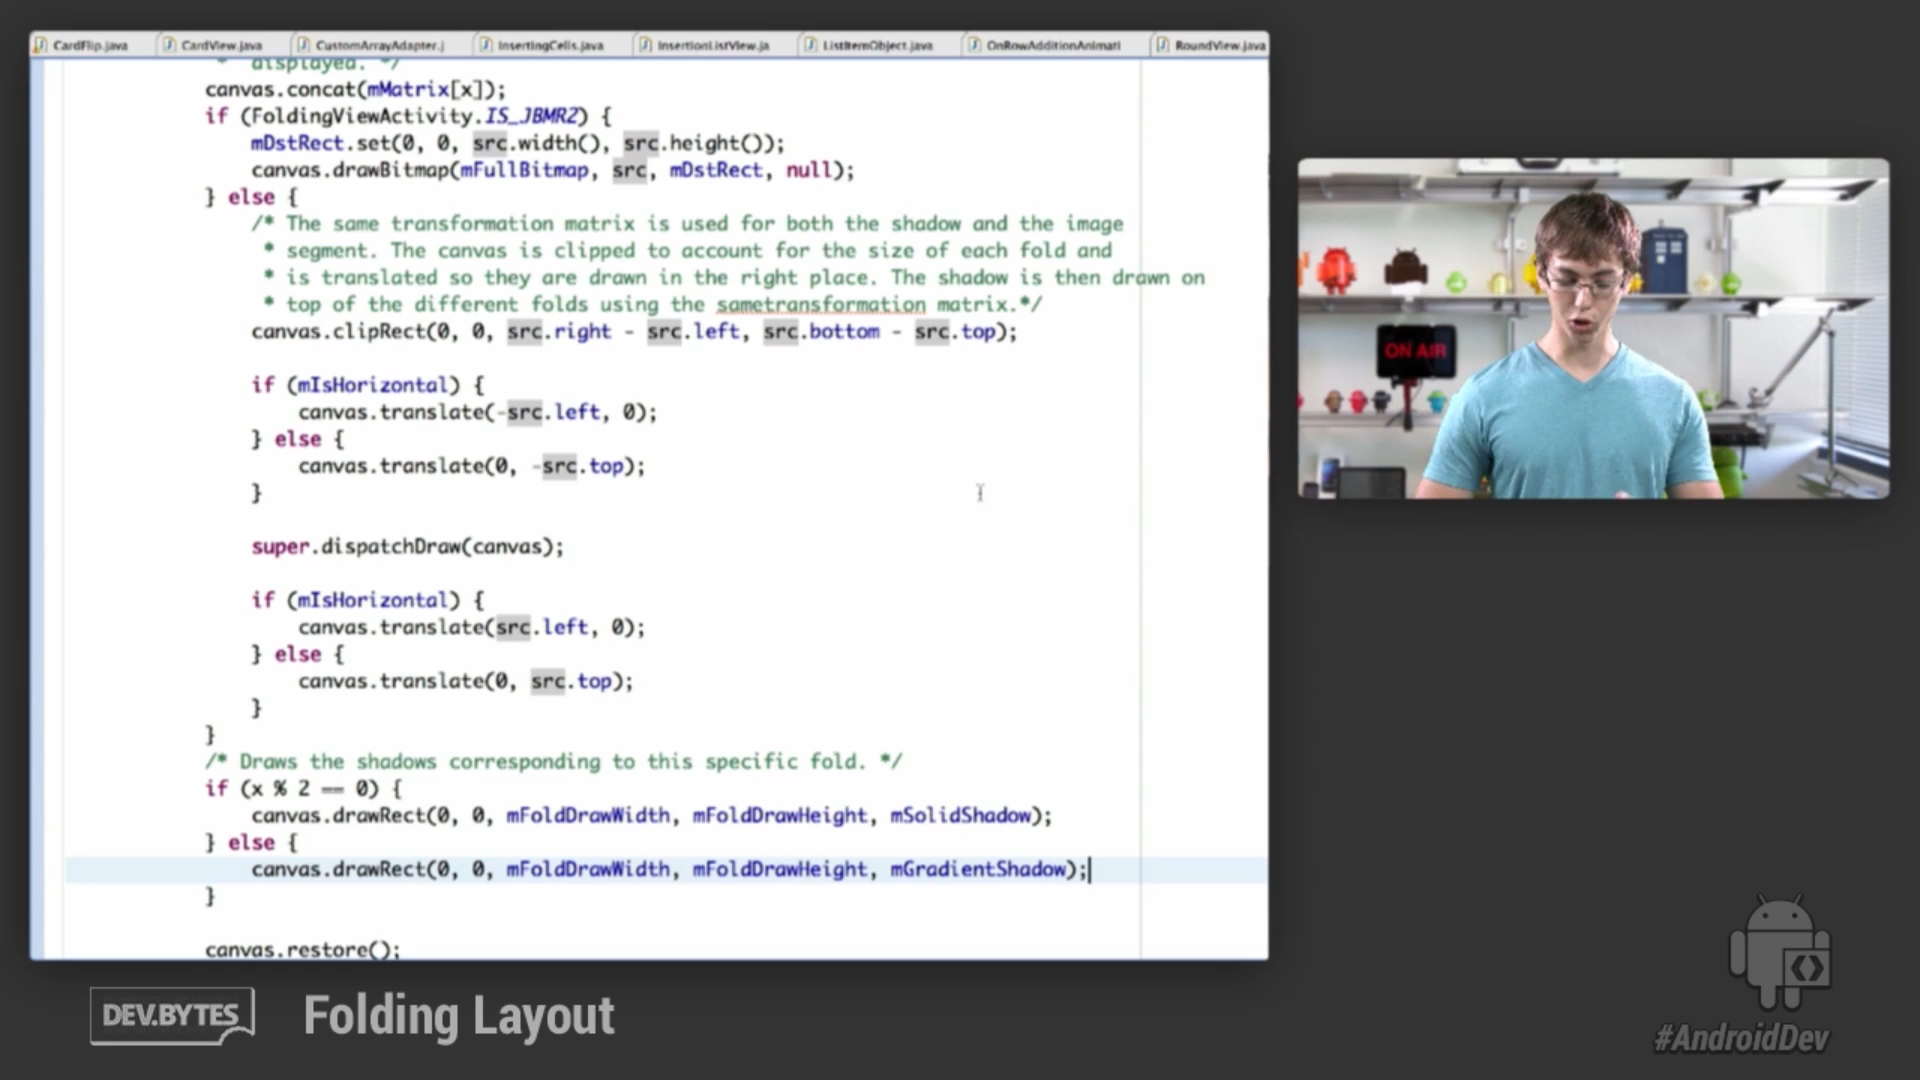 CardFlip.java CardView.java CustomArrayAdapter.j InsertingCells.java InsertionListView.ja ListItemObject.java OnRowAdditionAnimati RoundView.java
* displayed. */
canvas.concat(mMatrix[x]);
if (FoldingViewActivity.IS_JBMR2) {
mDstRect.set(0, 0, src.width(), src.height());
canvas.drawBitmap(mFullBitmap, src, mDstRect, null);
} else {
/* The same transformation matrix is used for both the shadow and the image
* segment. The canvas is clipped to account for the size of each fold and
* is translated so they are drawn in the right place. The shadow is then drawn on
* top of the different folds using the sametransformation matrix.*/
canvas.clipRect(0, 0, src.right - src.left, src.bottom - src.top);
if (mIsHorizontal) {
canvas.translate(-src.left, 0);
} else {
canvas.translate(0, -src.top);
}
super.dispatchDraw(canvas);
if (mIsHorizontal) {
canvas.translate(src.left, 0);
} else {
canvas.translate(0, src.top);
}
}
/* Draws the shadows corresponding to this specific fold. */
if (x % 2 == 0) {
canvas.drawRect(0, 0, mFoldDrawWidth, mFoldDrawHeight, mSolidShadow);
} else {
canvas.drawRect(0, 0, mFoldDrawWidth, mFoldDrawHeight, mGradientShadow);
}
canvas.restore();
ON AIR
DEV.BYTES Folding Layout
#AndroidDev